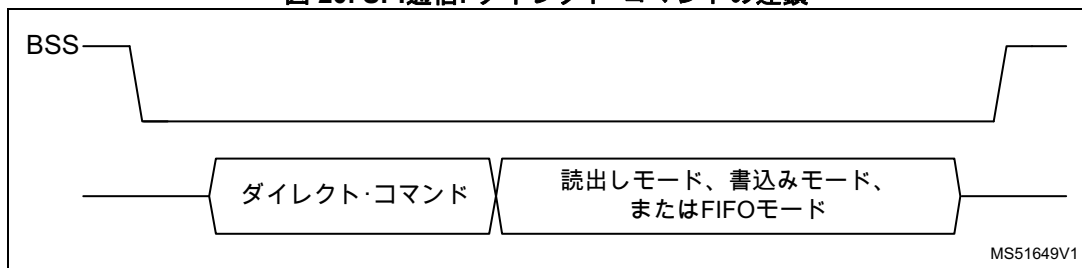 BSS
ダイレクト·コマンド
読出しモード、書込みモード、
またはFIFOモード
MS51649V1